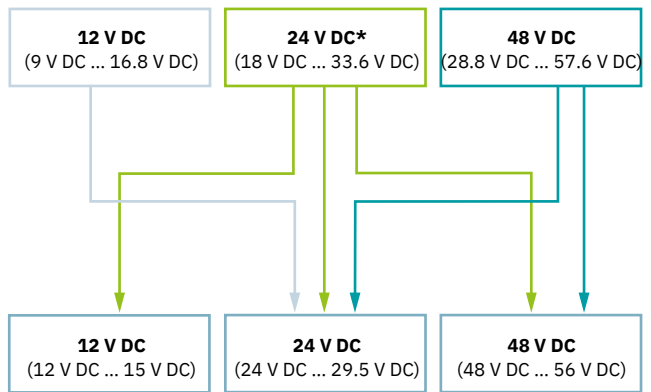 12 V DC
(9 V DC ... 16.8 V DC)
24 V DC*
(18 V DC ... 33.6 V DC)
48 V DC
(28.8 V DC ... 57.6 V DC)
12 V DC
(12 V DC ... 15 V DC)
24 V DC
(24 V DC ... 29.5 V DC)
48 V DC
(48 V DC ... 56 V DC)